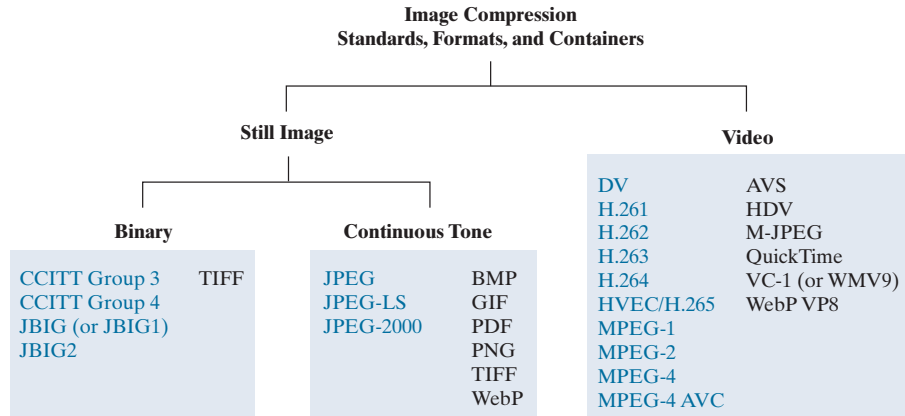 Image Compression
Standards, Formats, and Containers
Still Image
Video
Binary
Continuous Tone
CCITT Group 3 TIFF
CCITT Group 4
JBIG (or JBIG1)
JBIG2
JPEG BMP
JPEG-LS GIF
JPEG-2000 PDF
PNG
TIFF
WebP
DV AVS
H.261 HDV
H.262 M-JPEG
H.263 QuickTime
H.264 VC-1 (or WMV9)
HVEC/H.265 WebP VP8
MPEG-1
MPEG-2
MPEG-4
MPEG-4 AVC